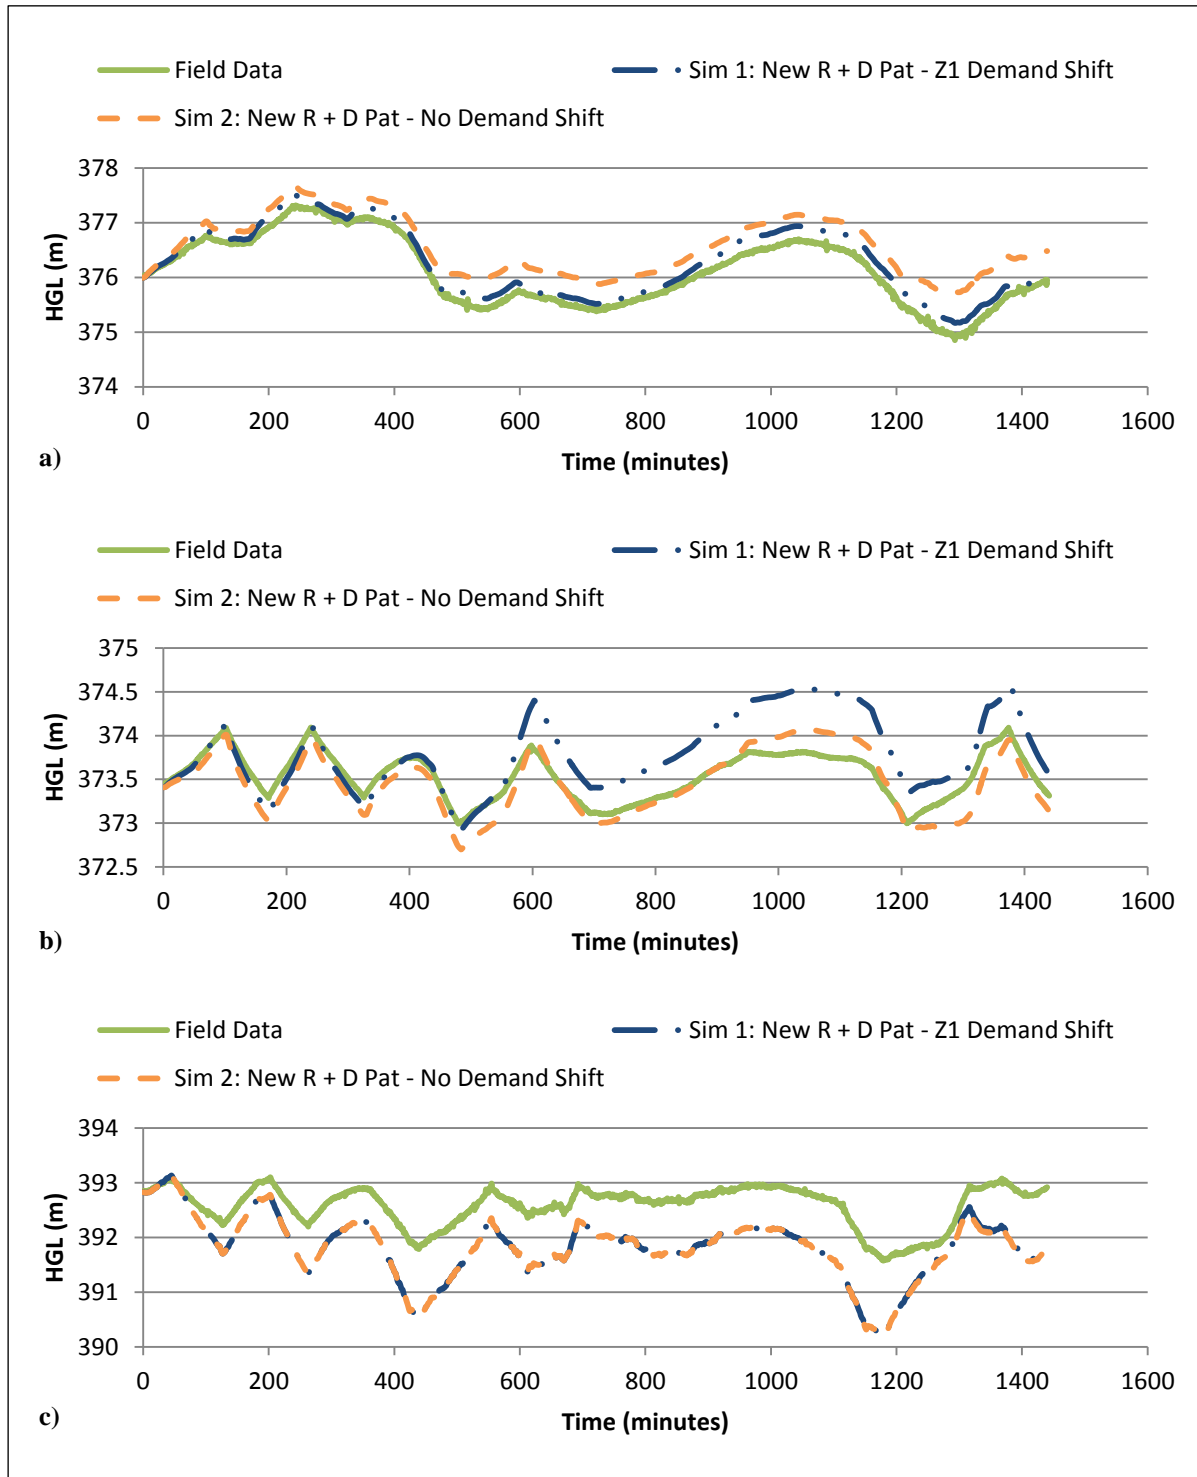 Field Data
Sim 1: New R + D Pat - Z1 Demand Shift
Sim 2: New R + D Pat - No Demand Shift
378
377
376
375
374
HGL (m)
0 200 400 600 800 1000 1200 1400 1600
Time (minutes)
a)
Field Data
Sim 1: New R + D Pat - Z1 Demand Shift
Sim 2: New R + D Pat - No Demand Shift
375
374.5
374
373.5
373
372.5
HGL (m)
0 200 400 600 800 1000 1200 1400 1600
Time (minutes)
b)
Field Data
Sim 1: New R + D Pat - Z1 Demand Shift
Sim 2: New R + D Pat - No Demand Shift
394
393
392
391
390
HGL (m)
0 200 400 600 800 1000 1200 1400 1600
Time (minutes)
c)